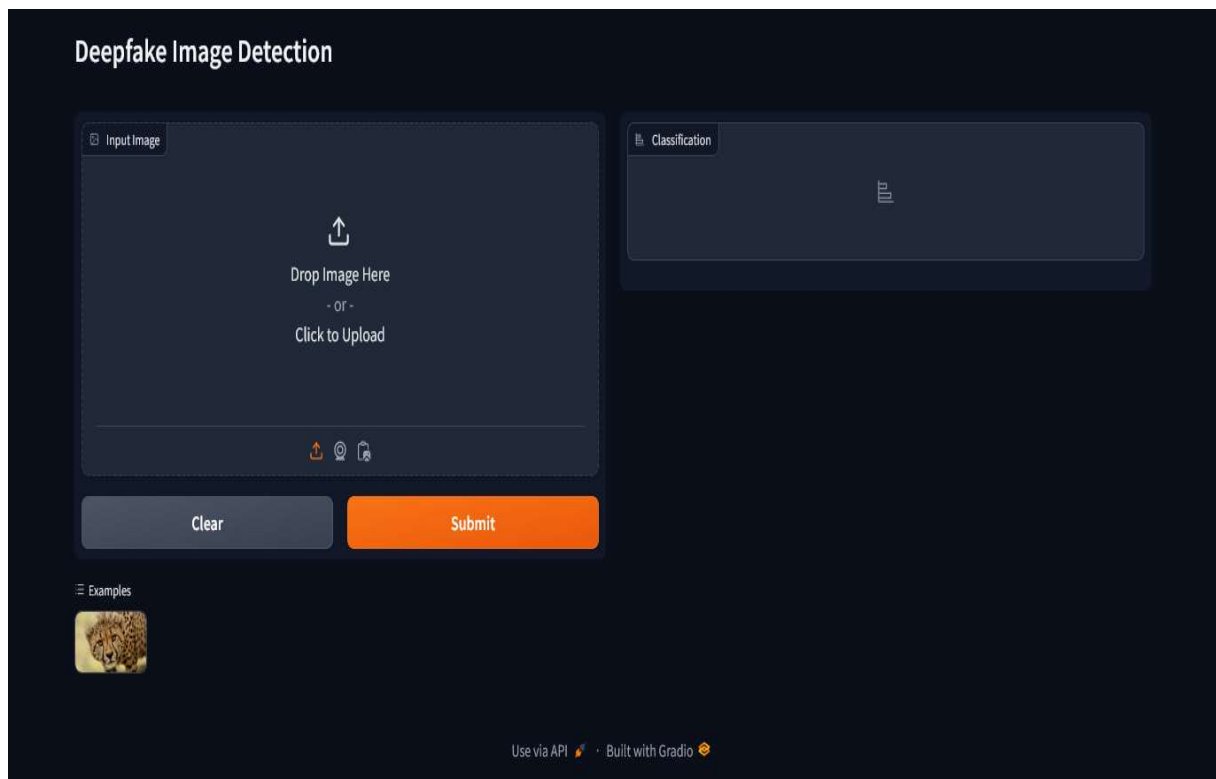 Deepfake Image Detection
Input Image
Drop Image Here
- or -
Click to Upload
Clear
Submit
Classification
Examples
Use via API · Built with Gradio